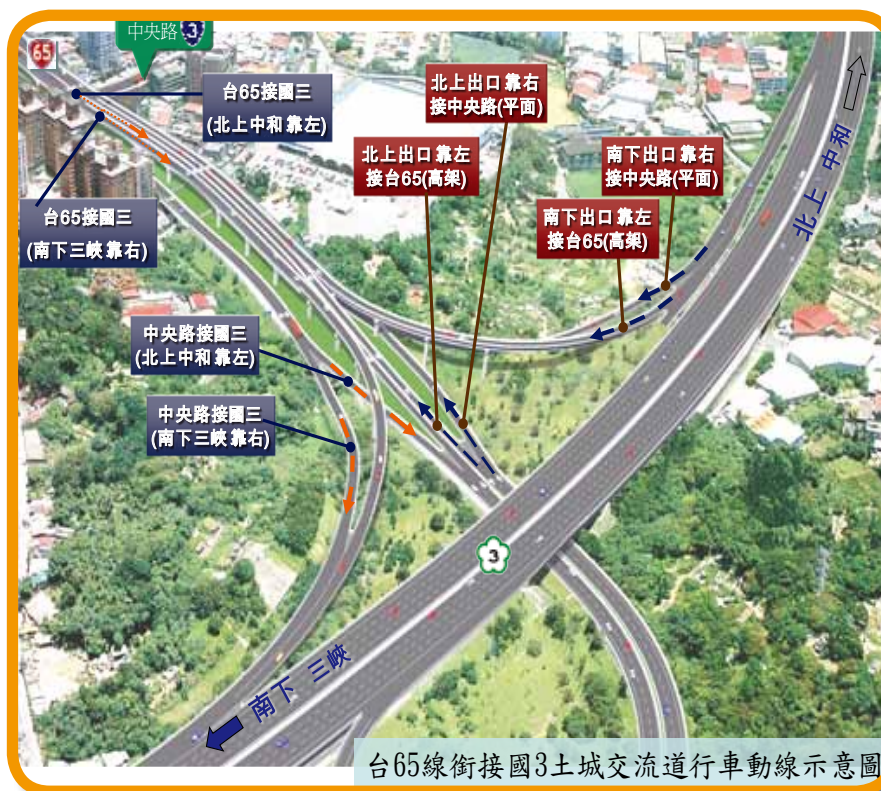 中央路 3
65
台65接國三
(北上中和靠左)
北上出口靠右
接中央路(平面)
北上出口靠左
接台65(高架)
南下出口靠右
接中央路(平面)
南下出口靠左
接台65(高架)
台65接國三
(南下三峽靠右)
北上 中和
中央路接國三
(北上中和靠左)
中央路接國三
(南下三峽靠右)
3
南下 三峽
台65線銜接國3土城交流道行車動線示意圖